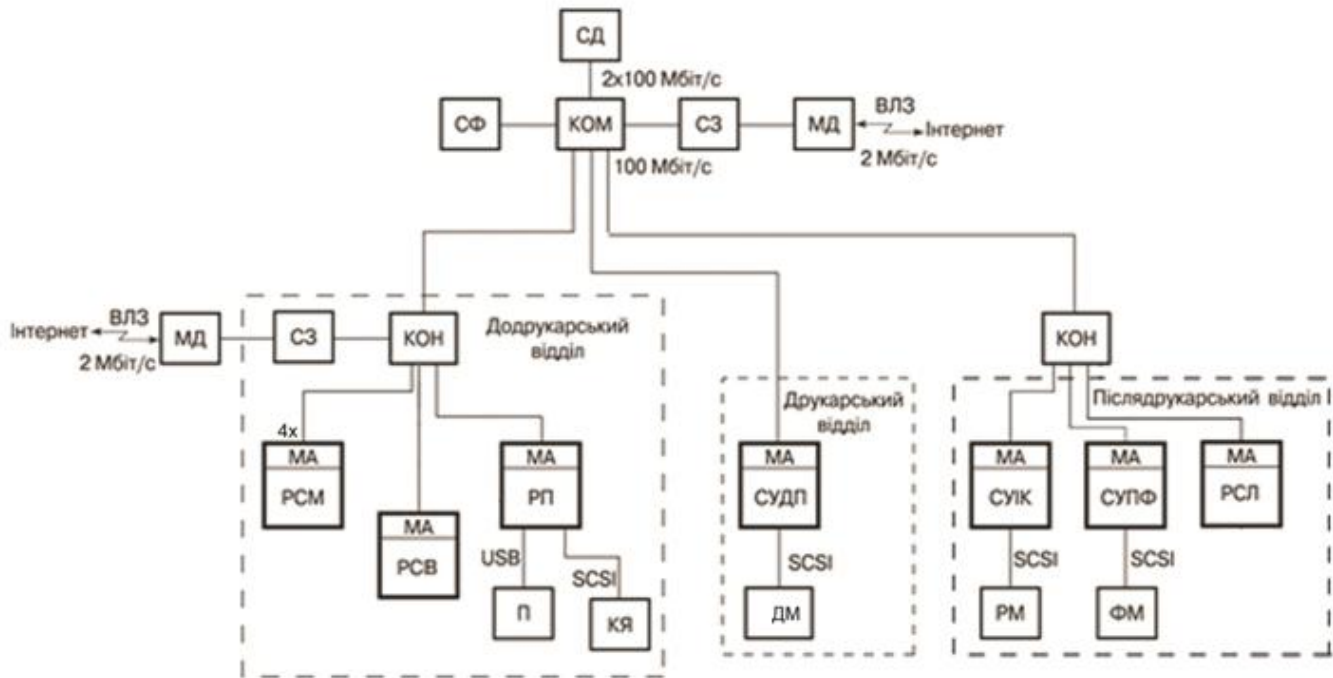 СД
2x100 Мбіт/с
СФ
КОМ
СЗ
МД
ВЛЗ
Інтернет
100 Мбіт/с
2 Мбіт/с
Інтернет
ВЛЗ
2 Мбіт/с
МД
СЗ
КОН
Додрукарський
відділ
КОН
Друкарський
відділ
Післядрукарський відділ
4x
МА
РСМ
МА
РСВ
МА
РП
USB
SCSI
П
КЯ
МА
СУДП
SCSI
ДМ
МА
СУІК
МА
СУПФ
МА
РСЛ
SCSI
SCSI
РМ
ФМ